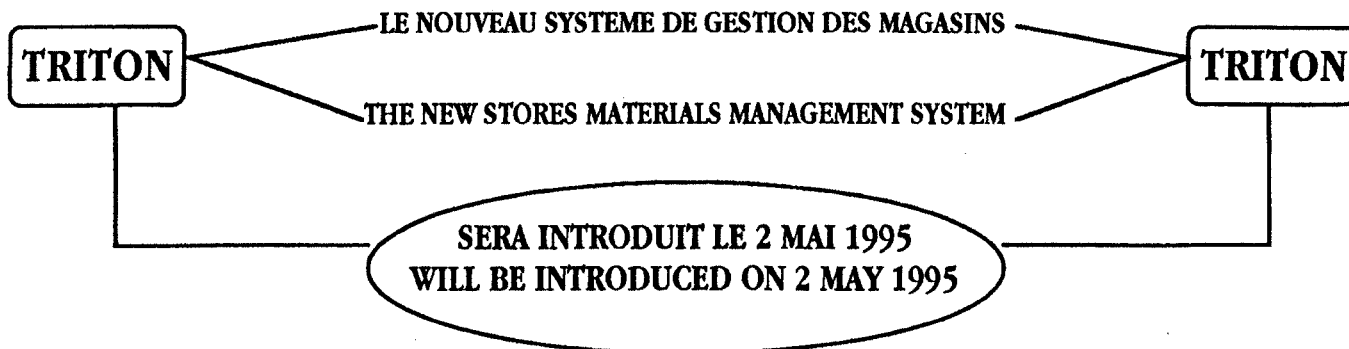 LE NOUVEAU SYSTEME DE GESTION DES MAGASINS
TRITON
TRITON
THE NEW STORES MATERIALS MANAGEMENT SYSTEM
SERA INTRODUIT LE 2 MAI 1995
WILL BE INTRODUCED ON 2 MAY 1995